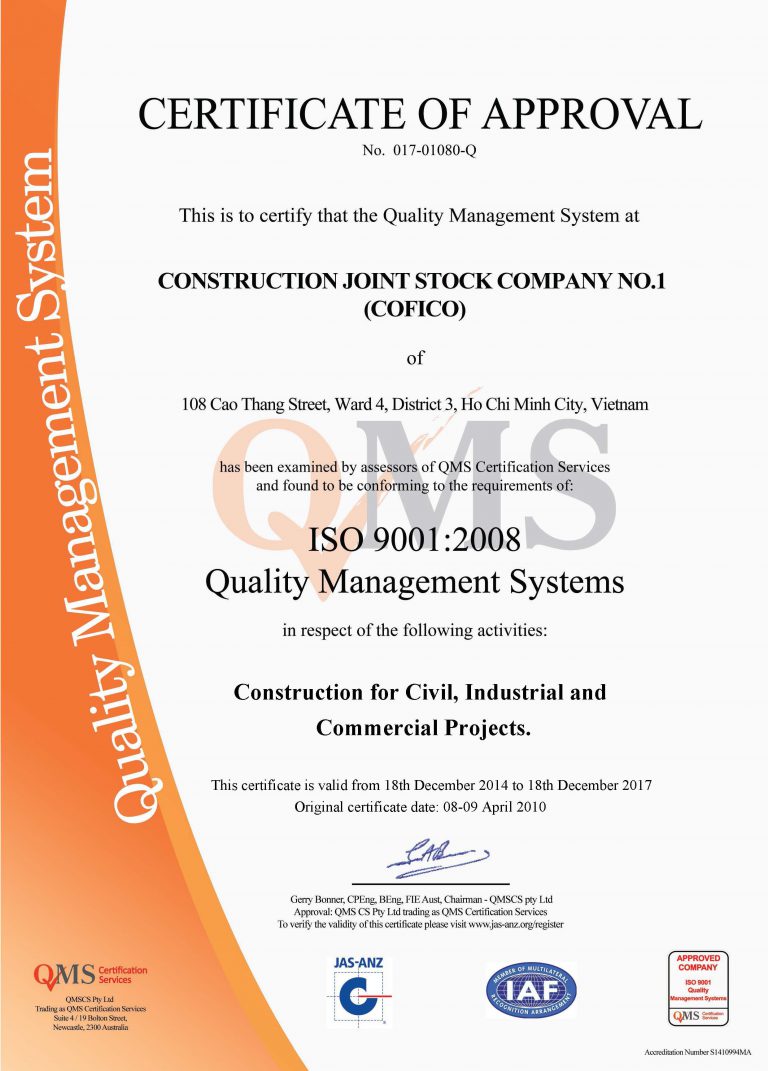 CERTIFICATE OF APPROVAL
No. 017-01080-Q
This is to certify that the Quality Management System at
CONSTRUCTION JOINT STOCK COMPANY NO.1
(COFICO)
of
108 Cao Thang Street, Ward 4, District 3, Ho Chi Minh City, Vietnam
QMS
has been examined by assessors of QMS Certification Services
and found to be conforming to the requirements of:
ISO 9001:2008
Quality Management Systems
in respect of the following activities:
Construction for Civil, Industrial and
Commercial Projects.
This certificate is valid from 18th December 2014 to 18th December 2017
Original certificate date: 08-09 April 2010
Gerry Bonner, CPEng, BEng, FIE Aust, Chairman - QMSCS pty Ltd
Approval: QMS CS Pty Ltd trading as QMS Certification Services
To verify the validity of this certificate please visit www.jas-anz.org/register
Quality Management System
QMS Certification
Services
QMSCS Pty Ltd
Trading as QMS Certification Services
Suite 4 / 19 Bolton Street,
Newcastle, 2300 Australia
JAS-ANZ
MEMBER OF MULTILATERAL
IAF
RECOGNITION ARRANGEMENT
APPROVED
COMPANY
ISO 9001
Quality
Management Systems
QMS Certification
Services
Accreditation Number S1410994MA